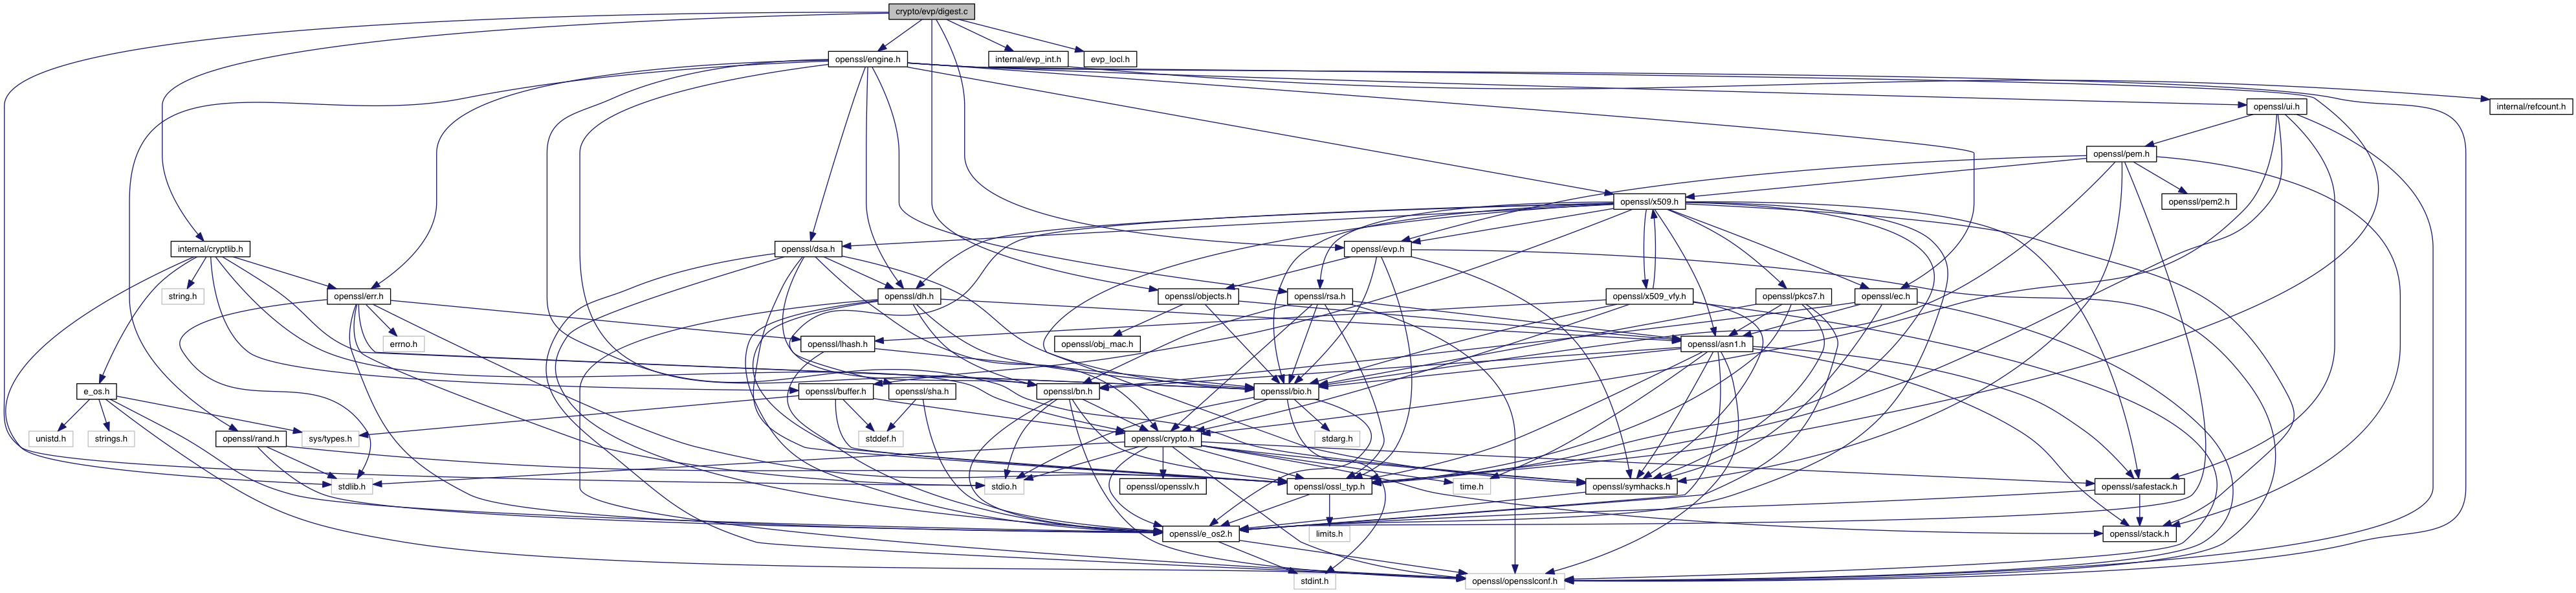 crypto/evp/digest.c
openssl/engine.h
internal/evp_int.h
evp_locl.h
openssl/ui.h
internal/refcount.h
openssl/pem.h
openssl/x509.h
openssl/pem2.h
internal/cryptlib.h
openssl/dsa.h
openssl/evp.h
string.h
openssl/err.h
openssl/dh.h
openssl/objects.h
openssl/rsa.h
openssl/x509_vfy.h
openssl/pkcs7.h
openssl/ec.h
errno.h
openssl/lhash.h
openssl/obj_mac.h
openssl/asn1.h
e_os.h
openssl/buffer.h
openssl/sha.h
openssl/bn.h
openssl/bio.h
unistd.h
strings.h
openssl/rand.h
sys/types.h
stddef.h
openssl/crypto.h
stdarg.h
stdlib.h
stdio.h
openssl/opensslv.h
openssl/ossl_typ.h
time.h
openssl/symhacks.h
openssl/safestack.h
openssl/e_os2.h
limits.h
openssl/stack.h
stdint.h
openssl/opensslconf.h